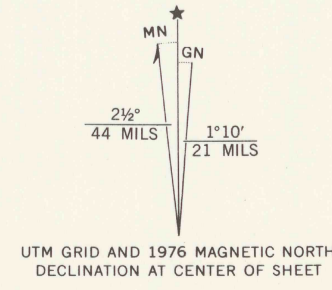 MN
GN
2½°
44 MILS
1°10′
21 MILS
UTM GRID AND 1976 MAGNETIC NORTH
DECLINATION AT CENTER OF SHEET